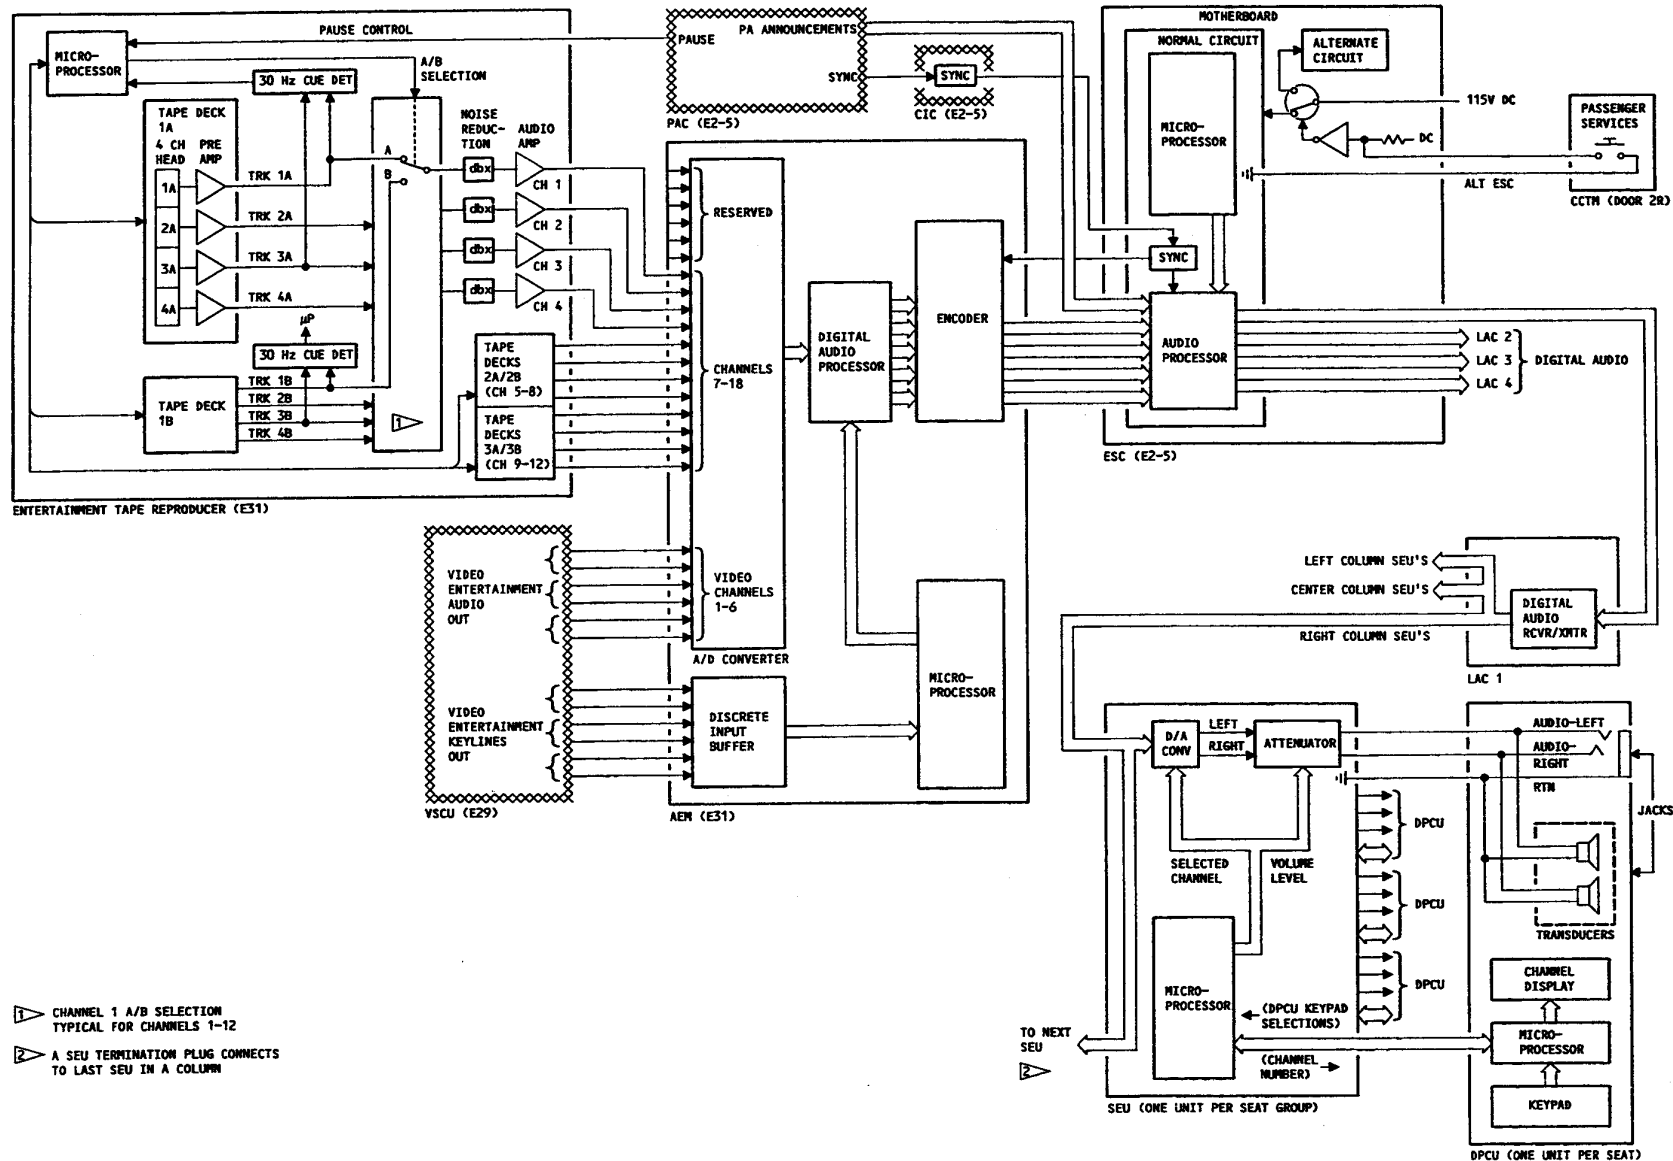 PAUSE CONTROL
MICRO-
PROCESSOR
A/B
SELECTION
30 Hz CUE DET
TAPE DECK
1A
4 CH PRE
HEAD AMP
1A
2A
3A
4A
TRK 1A
TRK 2A
TRK 3A
TRK 4A
µP
30 Hz CUE DET
TAPE DECK
1B
TRK 1B
TRK 2B
TRK 3B
TRK 4B
A
B
1
NOISE
REDUC-
TION
AUDIO
AMP
dbx
dbx
dbx
dbx
CH 1
CH 2
CH 3
CH 4
TAPE
DECKS
2A/2B
(CH 5-8)
TAPE
DECKS
3A/3B
(CH 9-12)
ENTERTAINMENT TAPE REPRODUCER (E31)
PAUSE
PA ANNOUNCEMENTS
SYNC
PAC (E2-5)
SYNC
CIC (E2-5)
RESERVED
CHANNELS
7-18
VIDEO
CHANNELS
1-6
A/D CONVERTER
DIGITAL
AUDIO
PROCESSOR
ENCODER
MICRO-
PROCESSOR
DISCRETE
INPUT
BUFFER
AEM (E31)
VIDEO
ENTERTAINMENT
AUDIO
OUT
VIDEO
ENTERTAINMENT
KEYLINES
OUT
VSCU (E29)
MOTHERBOARD
NORMAL CIRCUIT
MICRO-
PROCESSOR
SYNC
AUDIO
PROCESSOR
ALTERNATE
CIRCUIT
115V DC
DC
ALT ESC
PASSENGER
SERVICES
CCTM (DOOR 2R)
LAC 2
LAC 3
LAC 4
DIGITAL AUDIO
ESC (E2-5)
LEFT COLUMN SEU'S
CENTER COLUMN SEU'S
RIGHT COLUMN SEU'S
DIGITAL
AUDIO
RCVR/XMTR
LAC 1
D/A
CONV
LEFT
RIGHT
ATTENUATOR
SELECTED
CHANNEL
VOLUME
LEVEL
MICRO-
PROCESSOR
(DPCU KEYPAD
SELECTIONS)
(CHANNEL
NUMBER)
DPCU
DPCU
DPCU
TO NEXT
SEU
2
SEU (ONE UNIT PER SEAT GROUP)
AUDIO-LEFT
AUDIO-
RIGHT
RTN
JACKS
TRANSDUCERS
CHANNEL
DISPLAY
MICRO-
PROCESSOR
KEYPAD
DPCU (ONE UNIT PER SEAT)
1 CHANNEL 1 A/B SELECTION
TYPICAL FOR CHANNELS 1-12
2 A SEU TERMINATION PLUG CONNECTS
TO LAST SEU IN A COLUMN